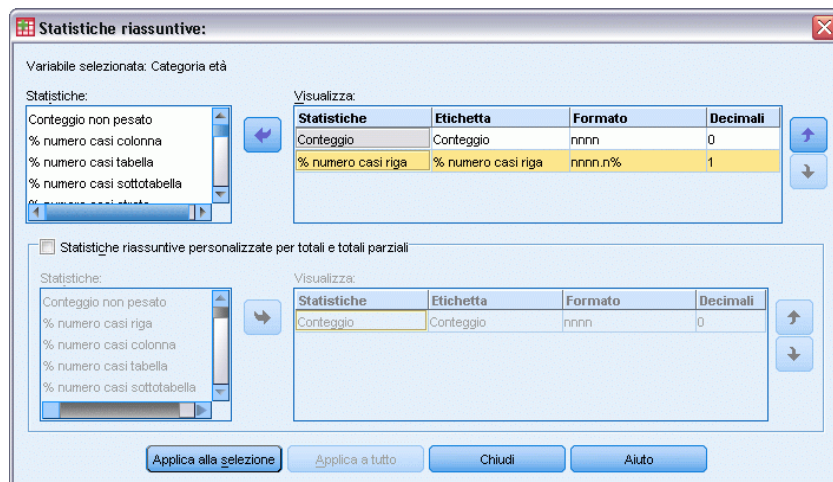 Statistiche riassuntive:
Variabile selezionata: Categoria età
Statistiche:
Conteggio non pesato
% numero casi colonna
% numero casi tabella
% numero casi sottotabella
Visualizza:
Statistiche Etichetta Formato Decimali
Conteggio Conteggio nnnn 0
% numero casi riga % numero casi riga nnnn.n% 1
Statistiche riassuntive personalizzate per totali e totali parziali
Statistiche:
Conteggio non pesato
% numero casi riga
% numero casi colonna
% numero casi tabella
% numero casi sottotabella
Visualizza:
Statistiche Etichetta Formato Decimali
Conteggio Conteggio nnnn 0
Applica alla selezione Applica a tutto Chiudi Aiuto